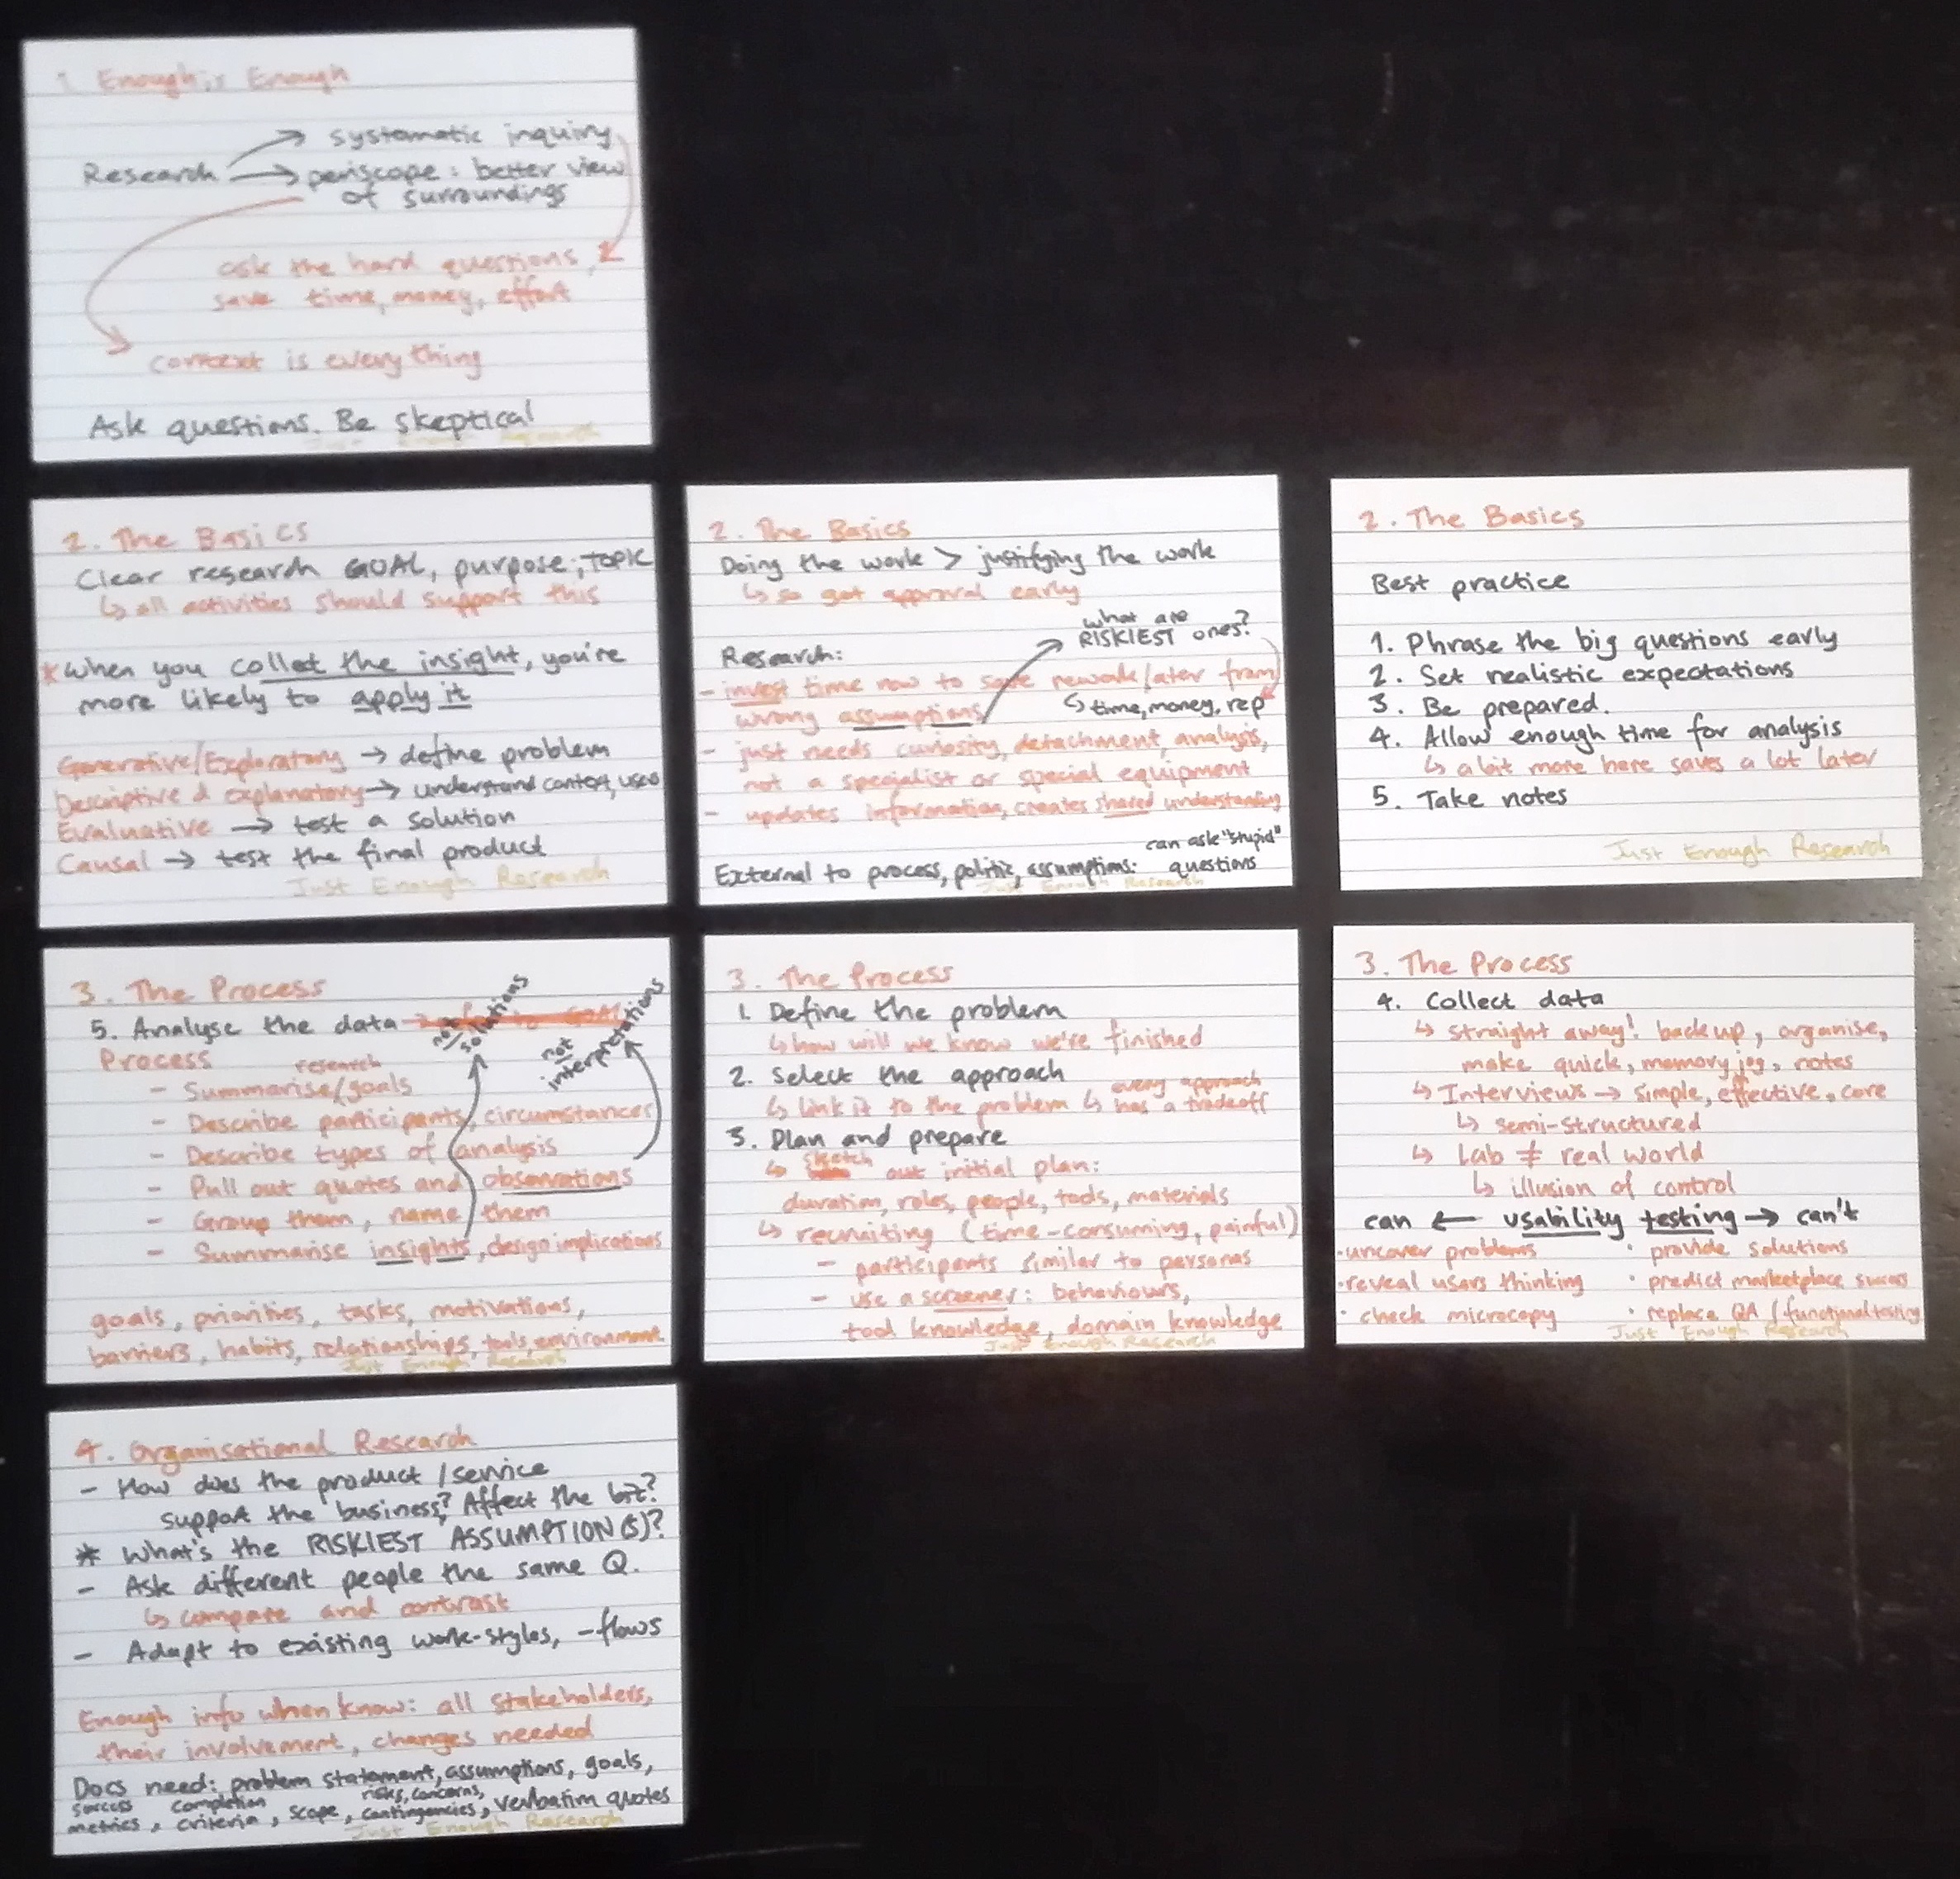 1. Enough is Enough
systematic inquiry
Research
periscope: better view
of surroundings
ask the hard questions,
save time, money, effort
context is everything
Ask questions. Be skeptical
Just Enough Research
2. The Basics
Clear research GOAL, purpose, TOPIC
↳ all activities should support this
* When you collect the insight, you're
more likely to apply it
Generative/Exploratory → define problem
Descriptive & explanatory → understand context, user
Evaluative → test a solution
Causal → test the final product
Just Enough Research
2. The Basics
Doing the work > justifying the work
↳ so get approval early
what are
RISKIEST ones?
Research:
- invest time now to save rework later from
wrong assumptions
↳ time, money, rep
- just needs curiosity, detachment, analysis,
not a specialist or special equipment
- updates information, creates shared understanding
can ask "stupid"
External to process, politic, assumptions: questions
Just Enough Research
2. The Basics
Best practice
1. Phrase the big questions early
2. Set realistic expectations
3. Be prepared.
4. Allow enough time for analysis
↳ a bit more here saves a lot later
5. Take notes
Just Enough Research
3. The Process
5. Analyse the data
not
solutions
not
interpretations
Process
research
- Summarise/goals
- Describe participants, circumstances
- Describe types of analysis
- Pull out quotes and observations
- Group them, name them
- Summarise insights, design implications
goals, priorities, tasks, motivations,
barriers, habits, relationships, tools, environment
Just Enough Research
3. The Process
1. Define the problem
↳ how will we know we're finished
2. Select the approach
every approach
↳ link it to the problem ↳ has a tradeoff
3. Plan and prepare
↳ sketch out initial plan:
duration, roles, people, tools, materials
↳ recruiting (time-consuming, painful)
- participants similar to personas
- use a screener: behaviours,
tool knowledge, domain knowledge
Just Enough Research
3. The Process
4. Collect data
↳ straight away! back up, organise,
make quick, memory jog, notes
↳ Interviews → simple, effective, core
↳ semi-structured
↳ Lab ≠ real world
↳ illusion of control
can ← usability testing → can't
· uncover problems
· provide solutions
· reveal users thinking
· predict marketplace success
· check microcopy
· replace QA/functional testing
Just Enough Research
4. Organisational Research
- How does the product/service
support the business? Affect the biz?
* What's the RISKIEST ASSUMPTION(S)?
- Ask different people the same Q.
↳ compare and contrast
- Adapt to existing work-styles, -flows
Enough info when know: all stakeholders,
their involvement, changes needed
Docs need: problem statement, assumptions, goals,
success completion risks, concerns,
metrics, criteria, scope, contingencies, verbatim quotes
Just Enough Research